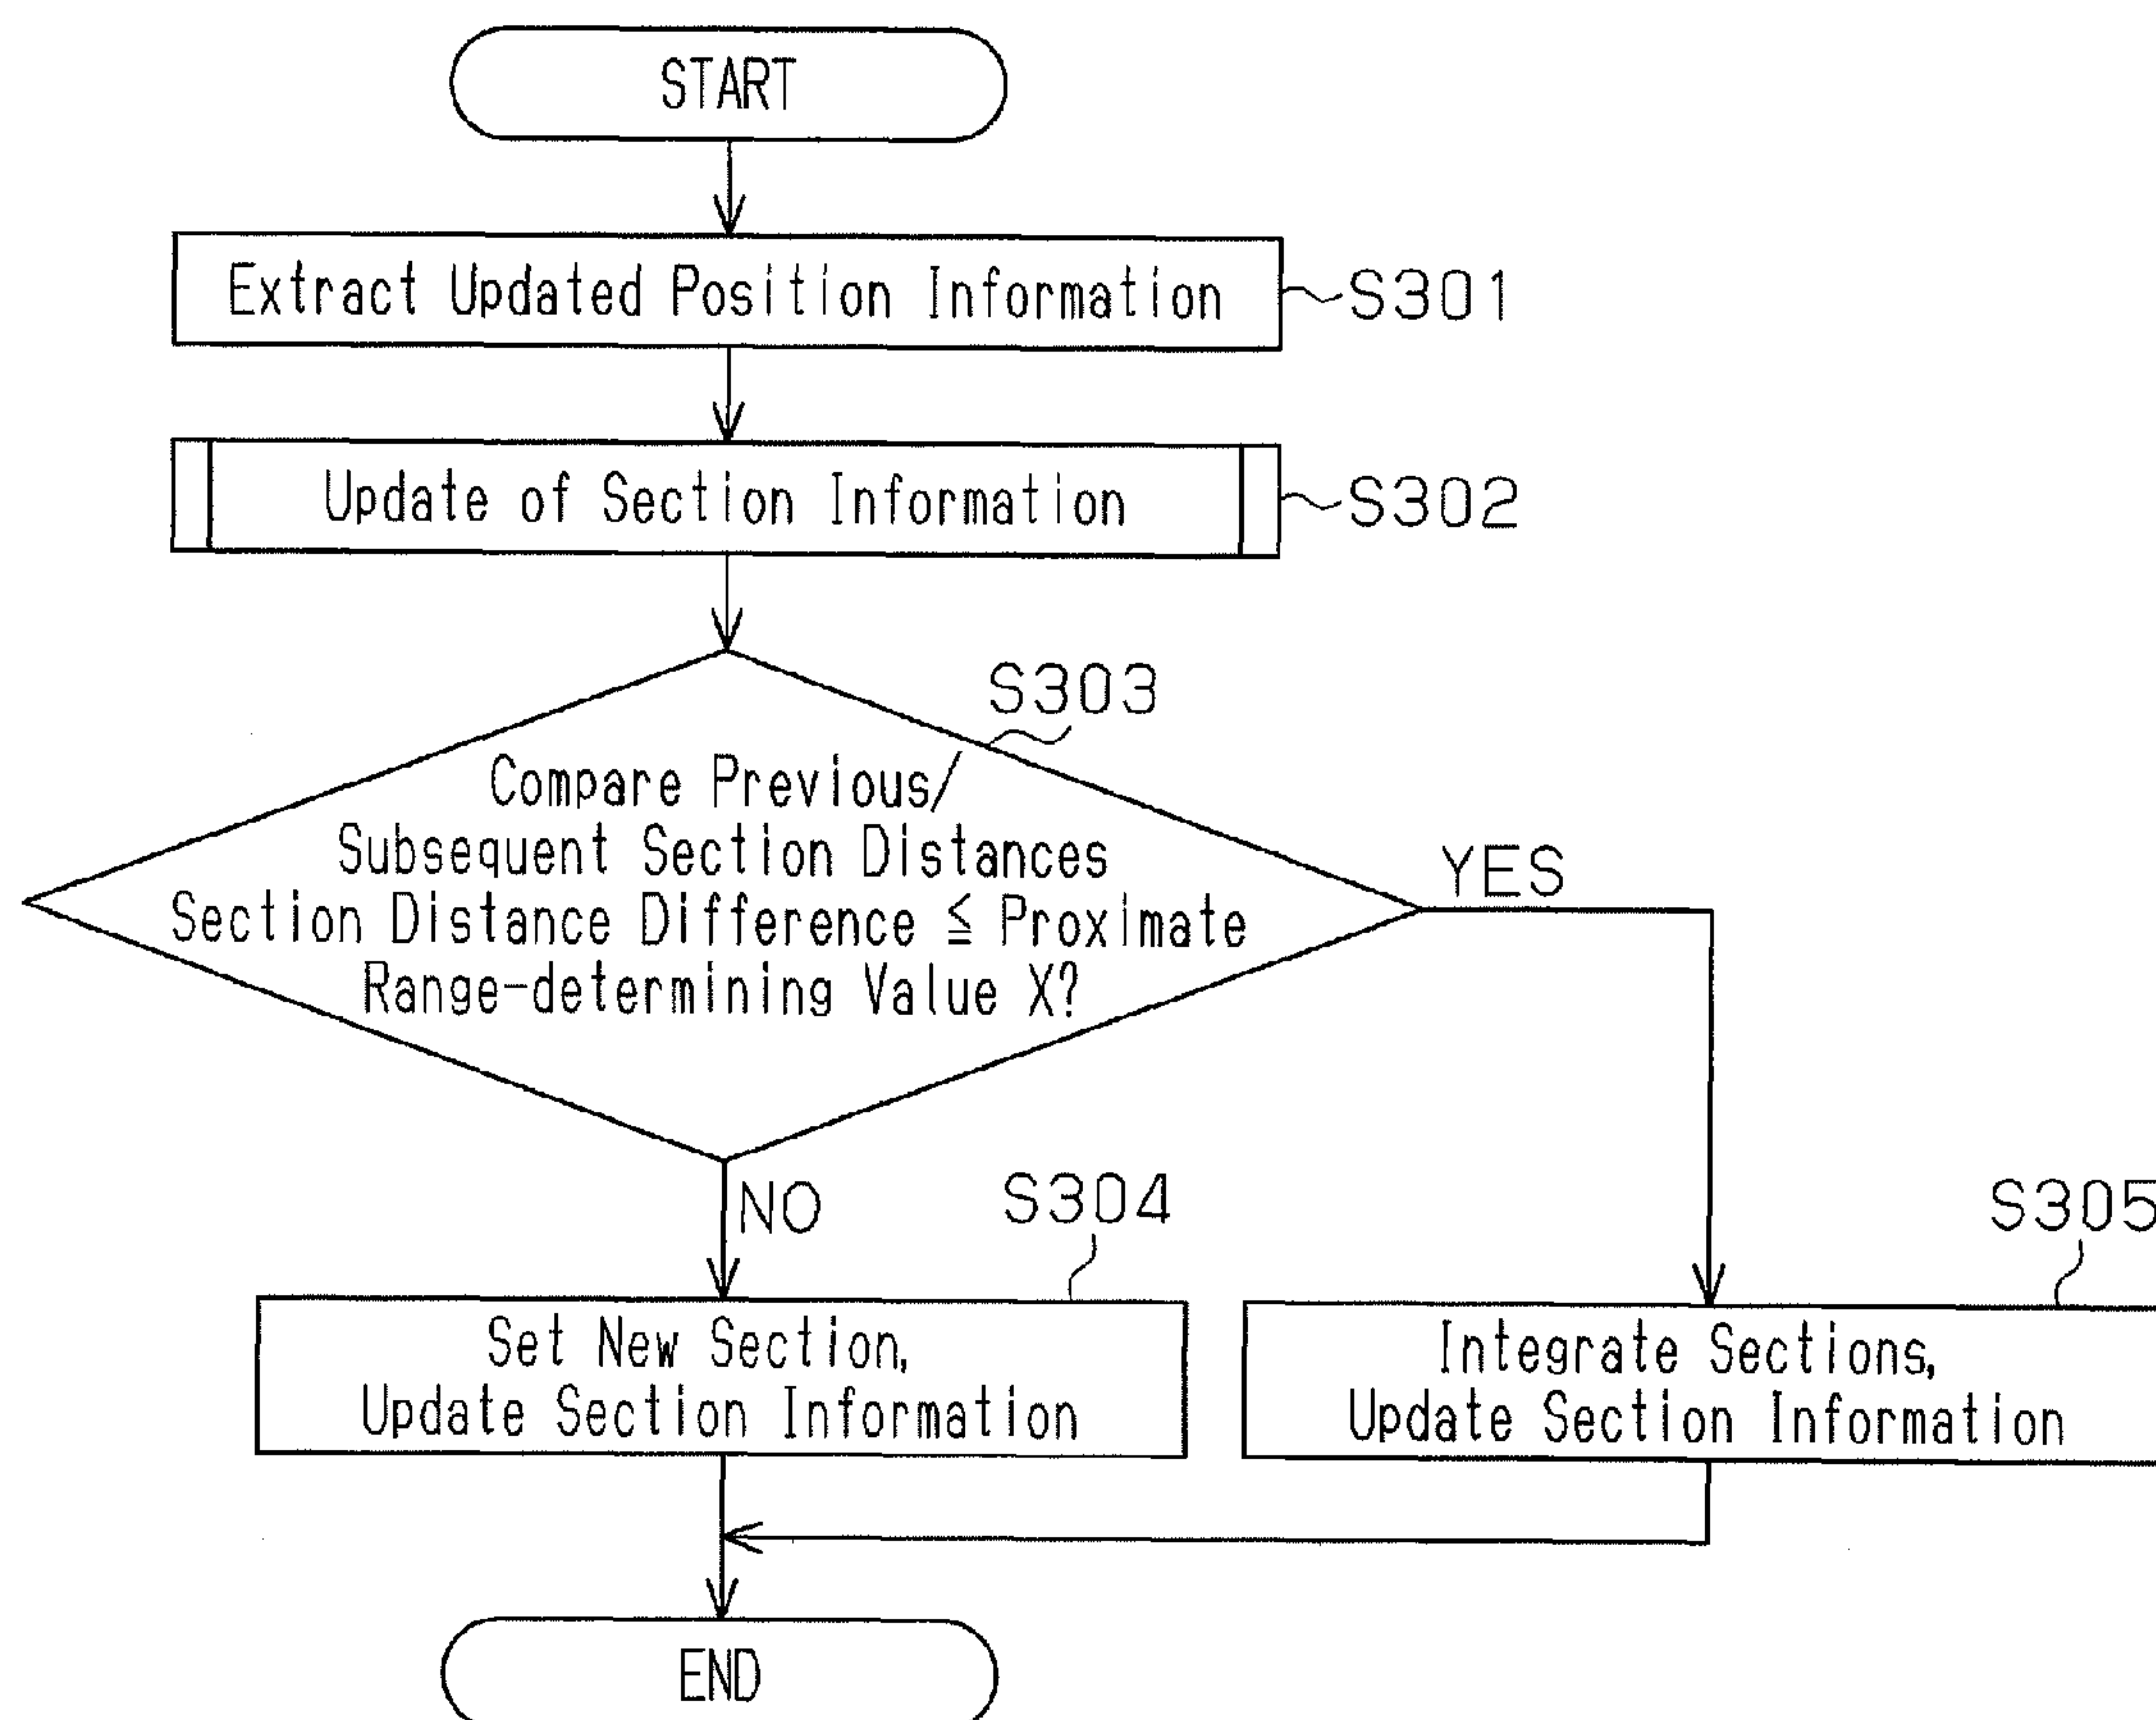 START
Extract Updated Position Information
S301
Update of Section Information
S302
S303
Compare Previous/
Subsequent Section Distances
Section Distance Difference ≦ Proximate
Range-determining Value X?
YES
NO
S304
Set New Section,
Update Section Information
S305
Integrate Sections,
Update Section Information
END